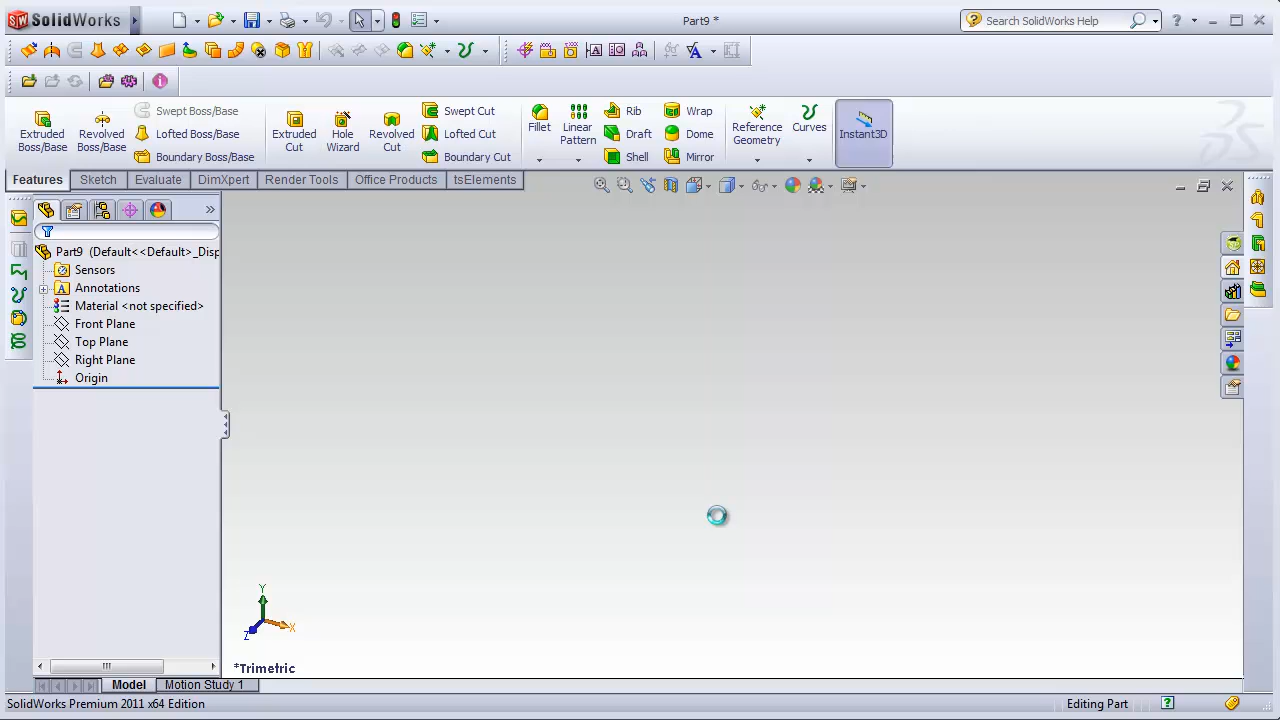 SolidWorks
Part9 *
Search SolidWorks Help
Extruded Boss/Base
Revolved Boss/Base
Swept Boss/Base
Lofted Boss/Base
Boundary Boss/Base
Extruded Cut
Hole Wizard
Revolved Cut
Swept Cut
Lofted Cut
Boundary Cut
Fillet
Linear Pattern
Rib
Draft
Shell
Wrap
Dome
Mirror
Reference Geometry
Curves
Instant3D
Features Sketch Evaluate DimXpert Render Tools Office Products tsElements
Part9 (Default<<Default>_Disp
Sensors
Annotations
Material <not specified>
Front Plane
Top Plane
Right Plane
Origin
Y
X
Z
*Trimetric
Model Motion Study 1
SolidWorks Premium 2011 x64 Edition
Editing Part